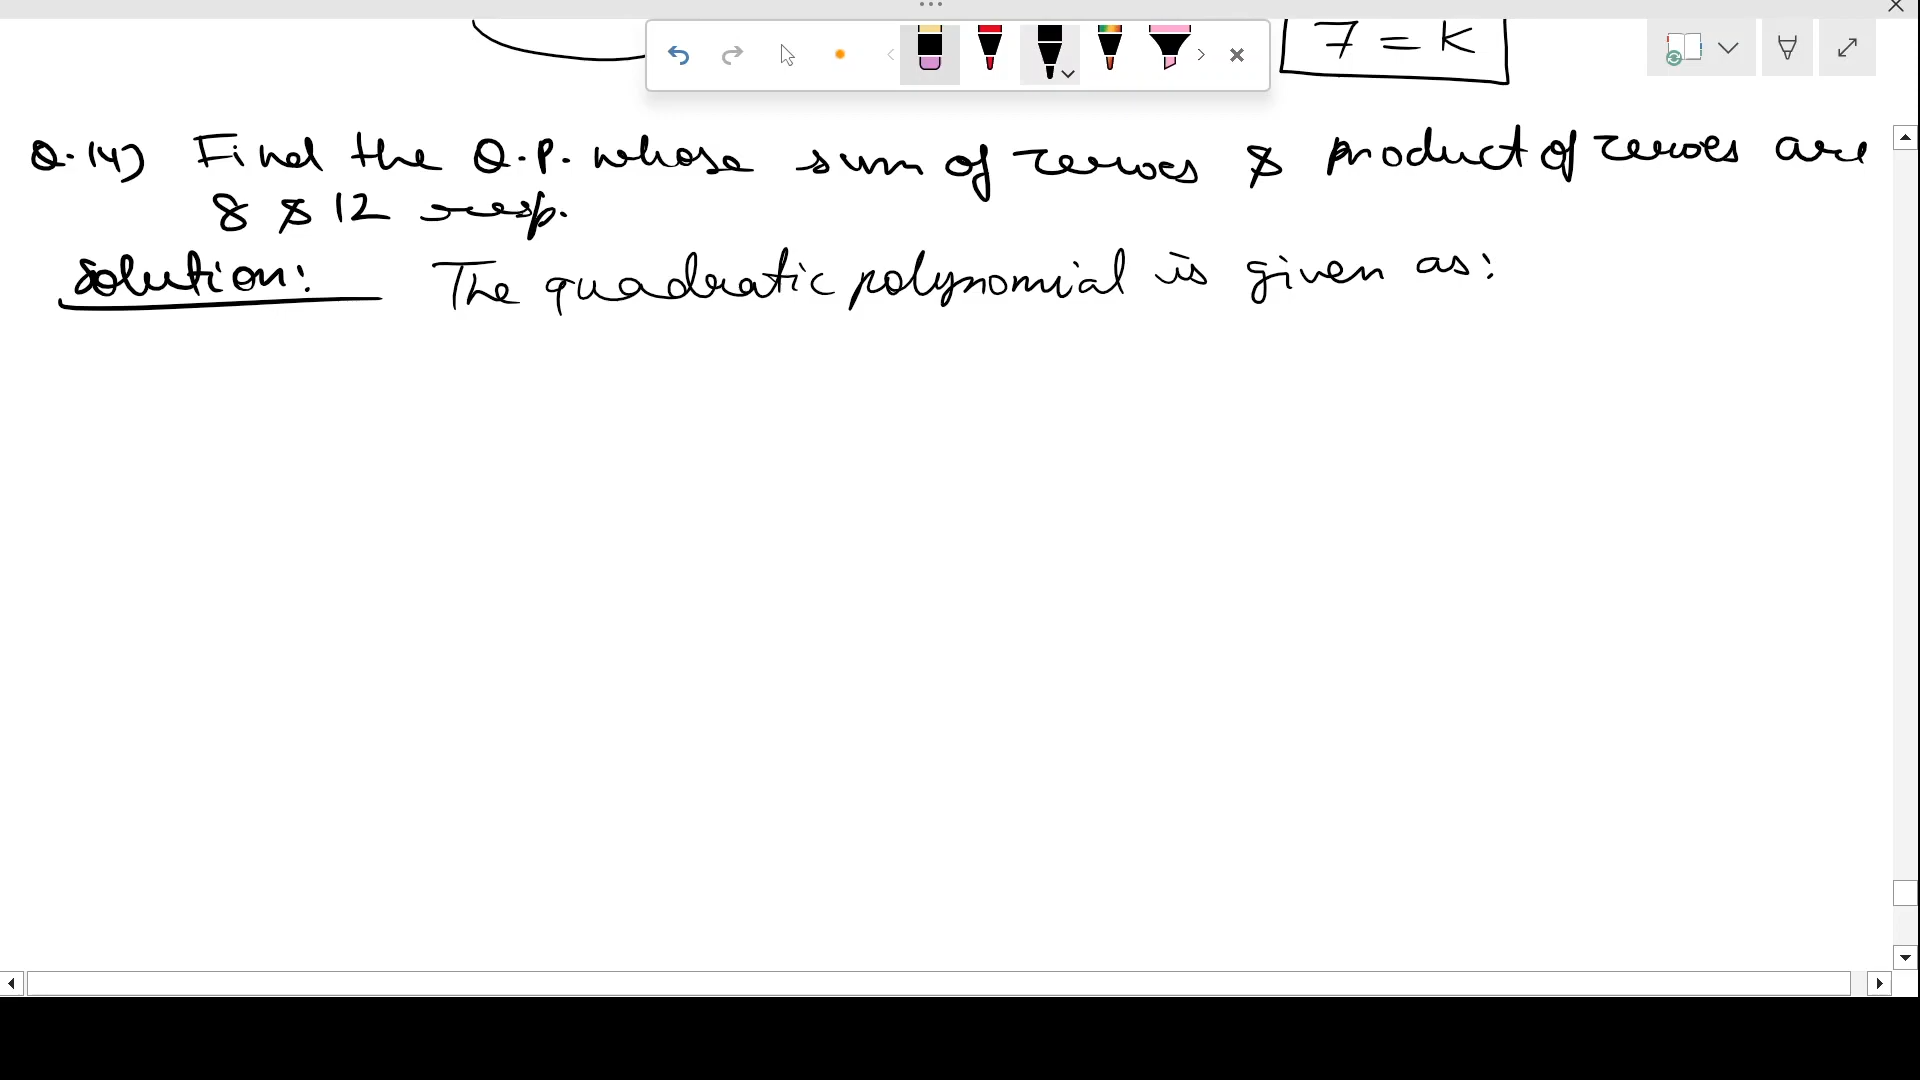 7 = K
Q.14) Find the Q.P. whose sum of zeroes & product of zeroes are
8 & 12 resp.
Solution: The quadratic polynomial is given as: